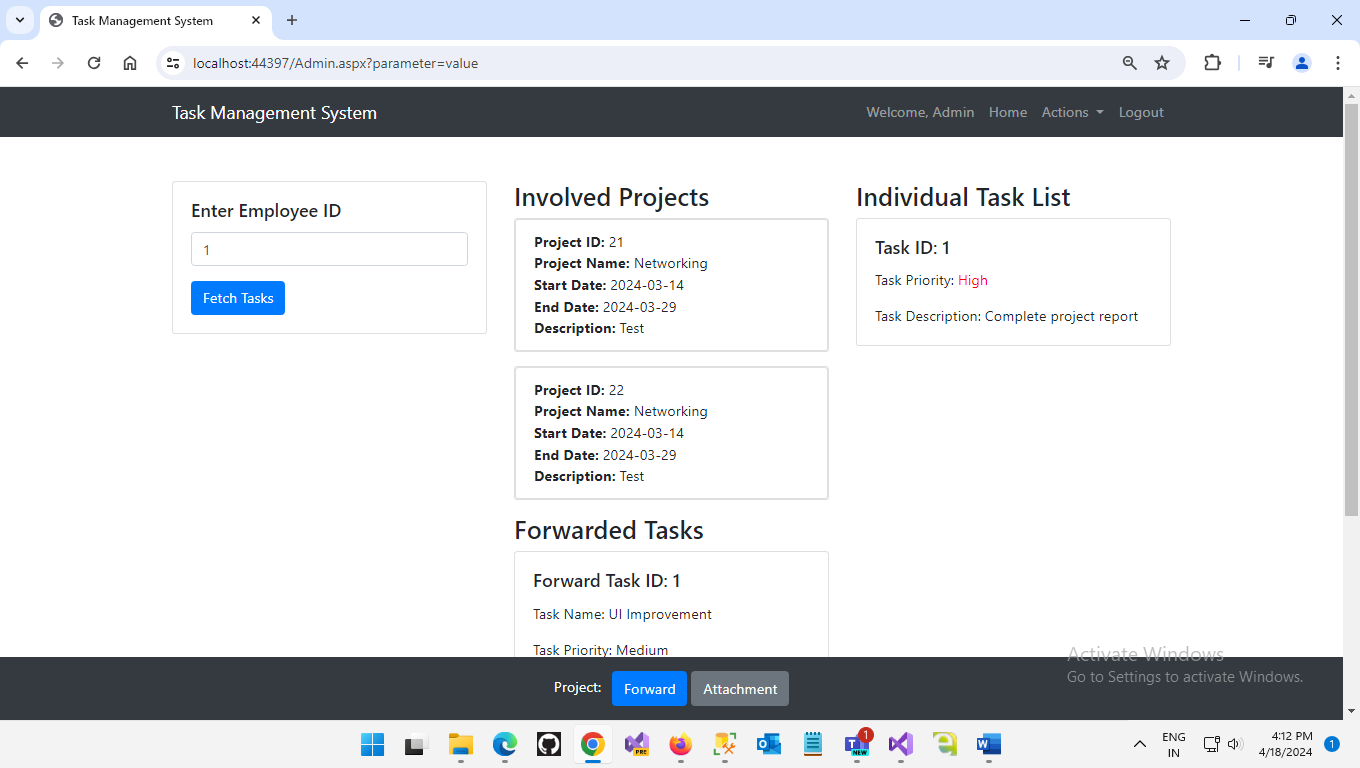 Task Management System
localhost:44397/Admin.aspx?parameter=value
Task Management System
Welcome, Admin
Home
Actions
Logout
Enter Employee ID
1
Fetch Tasks
Involved Projects
Project ID: 21
Project Name: Networking
Start Date: 2024-03-14
End Date: 2024-03-29
Description: Test
Project ID: 22
Project Name: Networking
Start Date: 2024-03-14
End Date: 2024-03-29
Description: Test
Forwarded Tasks
Forward Task ID: 1
Task Name: UI Improvement
Task Priority: Medium
Individual Task List
Task ID: 1
Task Priority: High
Task Description: Complete project report
Project:
Forward
Attachment
Activate Windows
Go to Settings to activate Windows.
PRE
1
NEW
ENG
IN
4:12 PM
4/18/2024
1